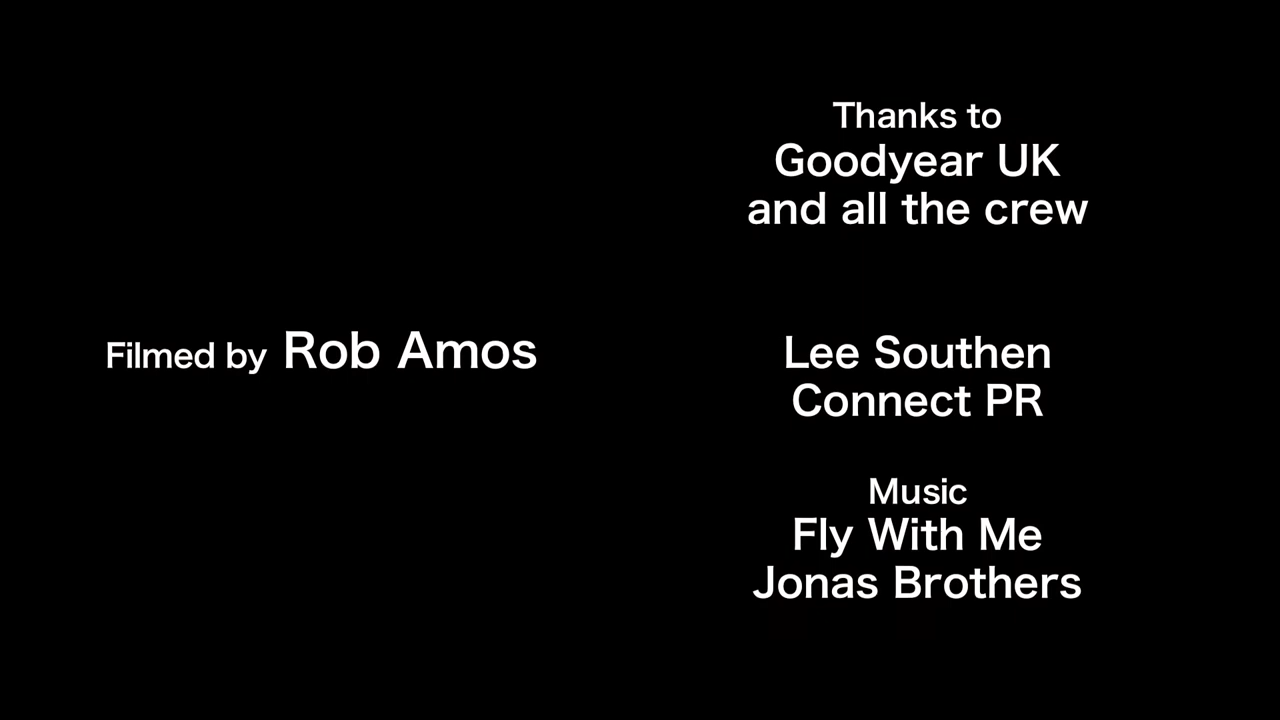 Filmed by Rob Amos
Thanks to
Goodyear UK
and all the crew
Lee Southen
Connect PR
Music
Fly With Me
Jonas Brothers